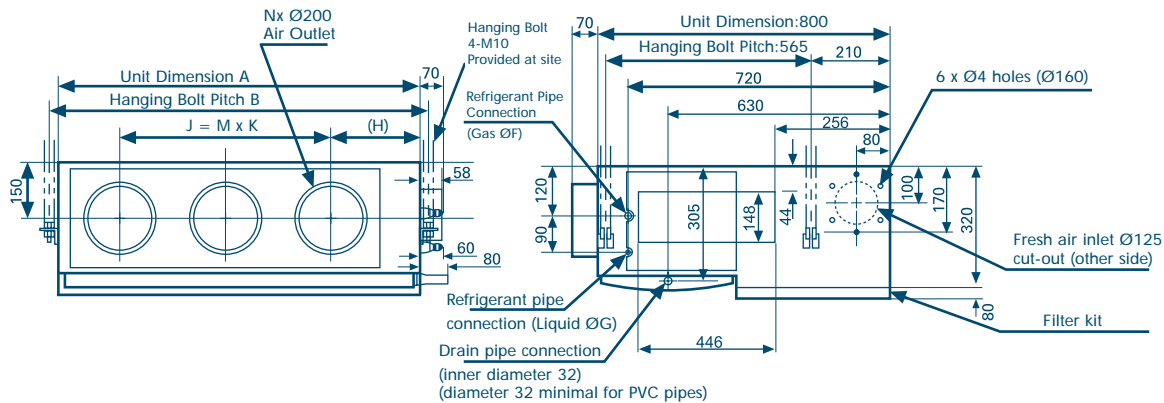 Nx Ø200
Air Outlet
Hanging Bolt
4-M10
Provided at site
70
Unit Dimension:800
Hanging Bolt Pitch:565
210
6 x Ø4 holes (Ø160)
Unit Dimension A
70
Hanging Bolt Pitch B
Refrigerant Pipe
Connection
(Gas ØF)
720
630
256
80
J = M x K
(H)
150
58
60
80
120
90
305
148
44
100
170
320
80
Fresh air inlet Ø125
cut-out (other side)
Refrigerant pipe
connection (Liquid ØG)
Filter kit
446
Drain pipe connection
(inner diameter 32)
(diameter 32 minimal for PVC pipes)